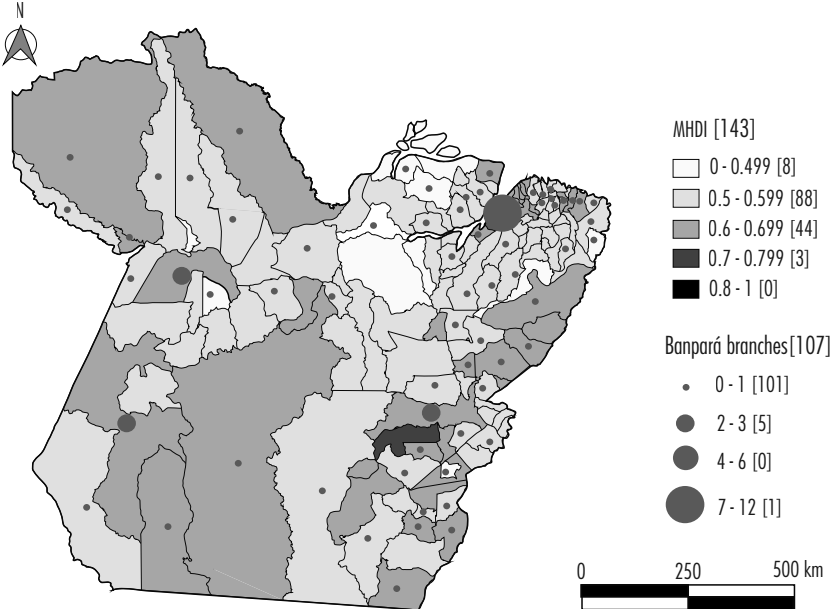 N
MHDI [143]
0 - 0.499 [8]
0.5 - 0.599 [88]
0.6 - 0.699 [44]
0.7 - 0.799 [3]
0.8 - 1 [0]
Banpará branches[107]
0 - 1 [101]
2 - 3 [5]
4 - 6 [0]
7 - 12 [1]
0 250 500 km